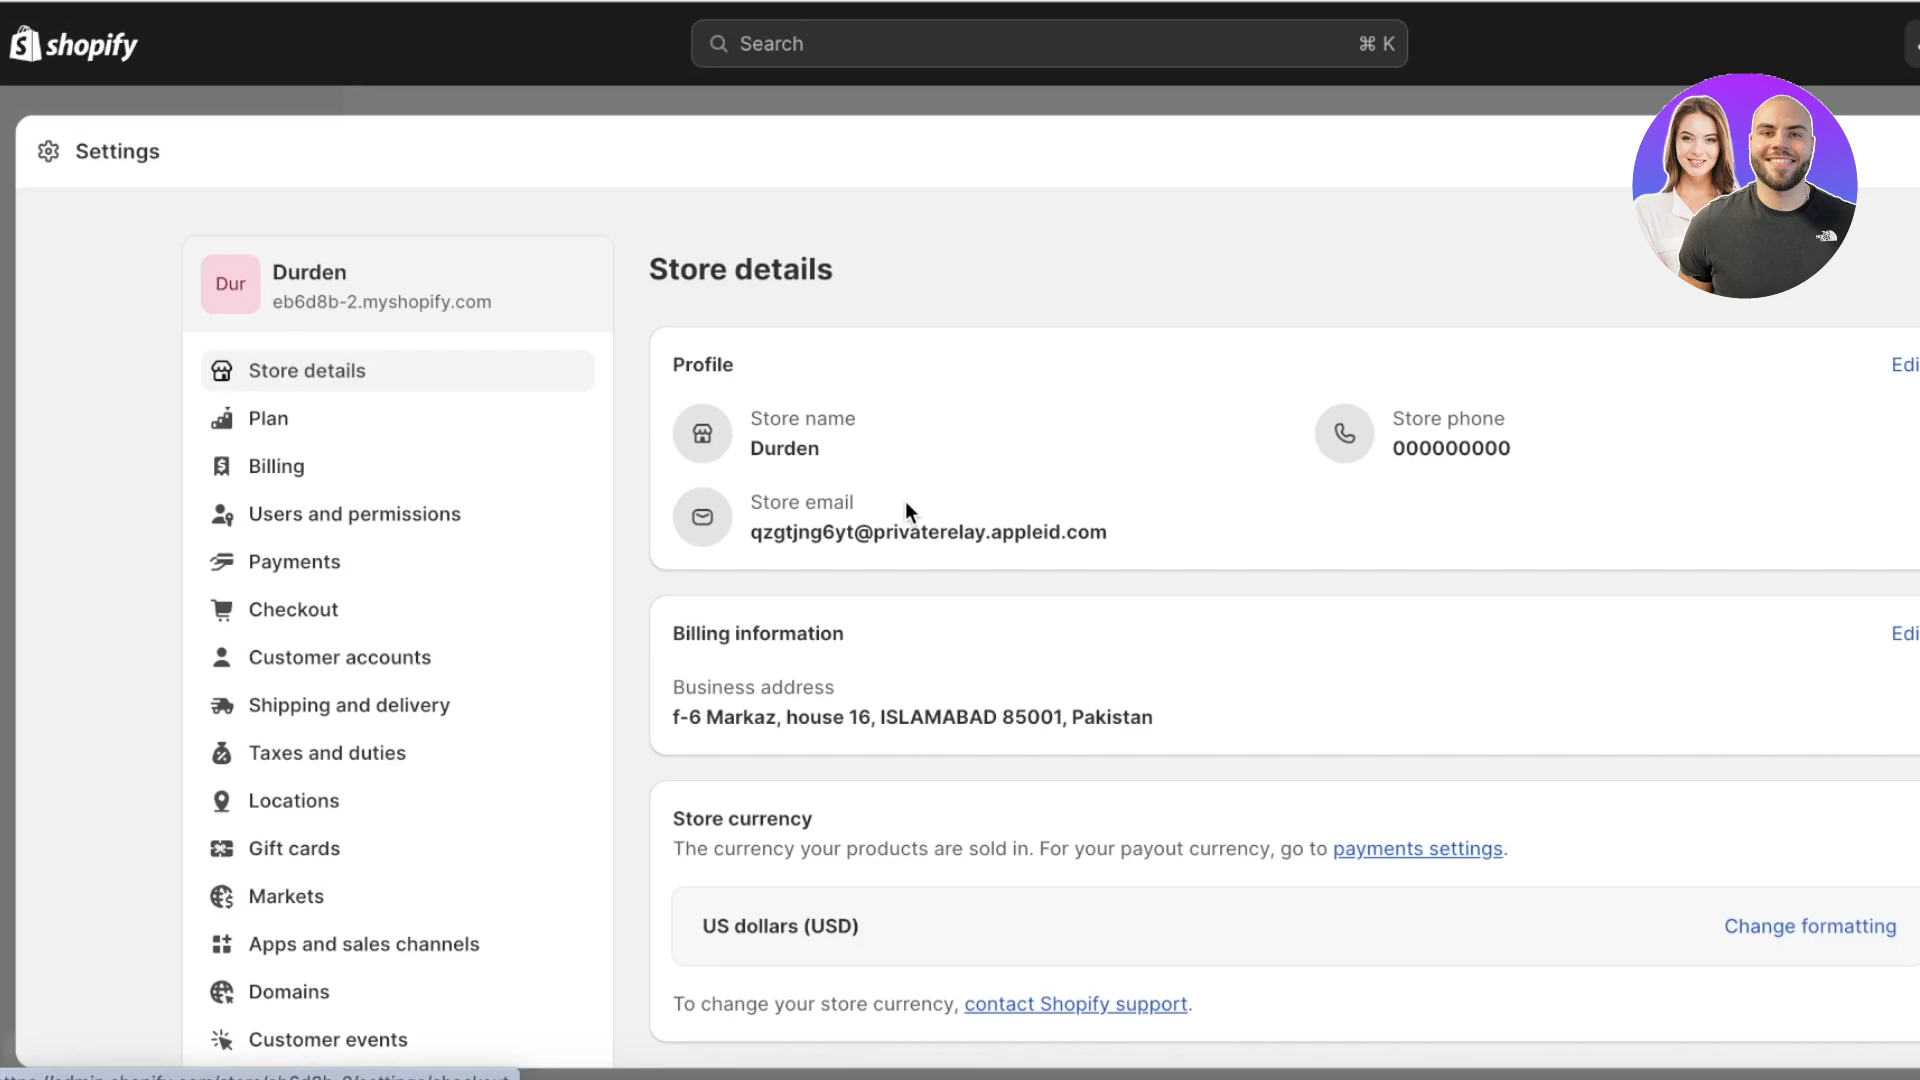 shopify
Search
⌘ K
Settings
Dur
Durden
eb6d8b-2.myshopify.com
Store details
Plan
Billing
Users and permissions
Payments
Checkout
Customer accounts
Shipping and delivery
Taxes and duties
Locations
Gift cards
Markets
Apps and sales channels
Domains
Customer events
Store details
Profile
Edi
Store name
Durden
Store phone
000000000
Store email
qzgtjng6yt@privaterelay.appleid.com
Billing information
Edi
Business address
f-6 Markaz, house 16, ISLAMABAD 85001, Pakistan
Store currency
The currency your products are sold in. For your payout currency, go to payments settings.
US dollars (USD)
Change formatting
To change your store currency, contact Shopify support.